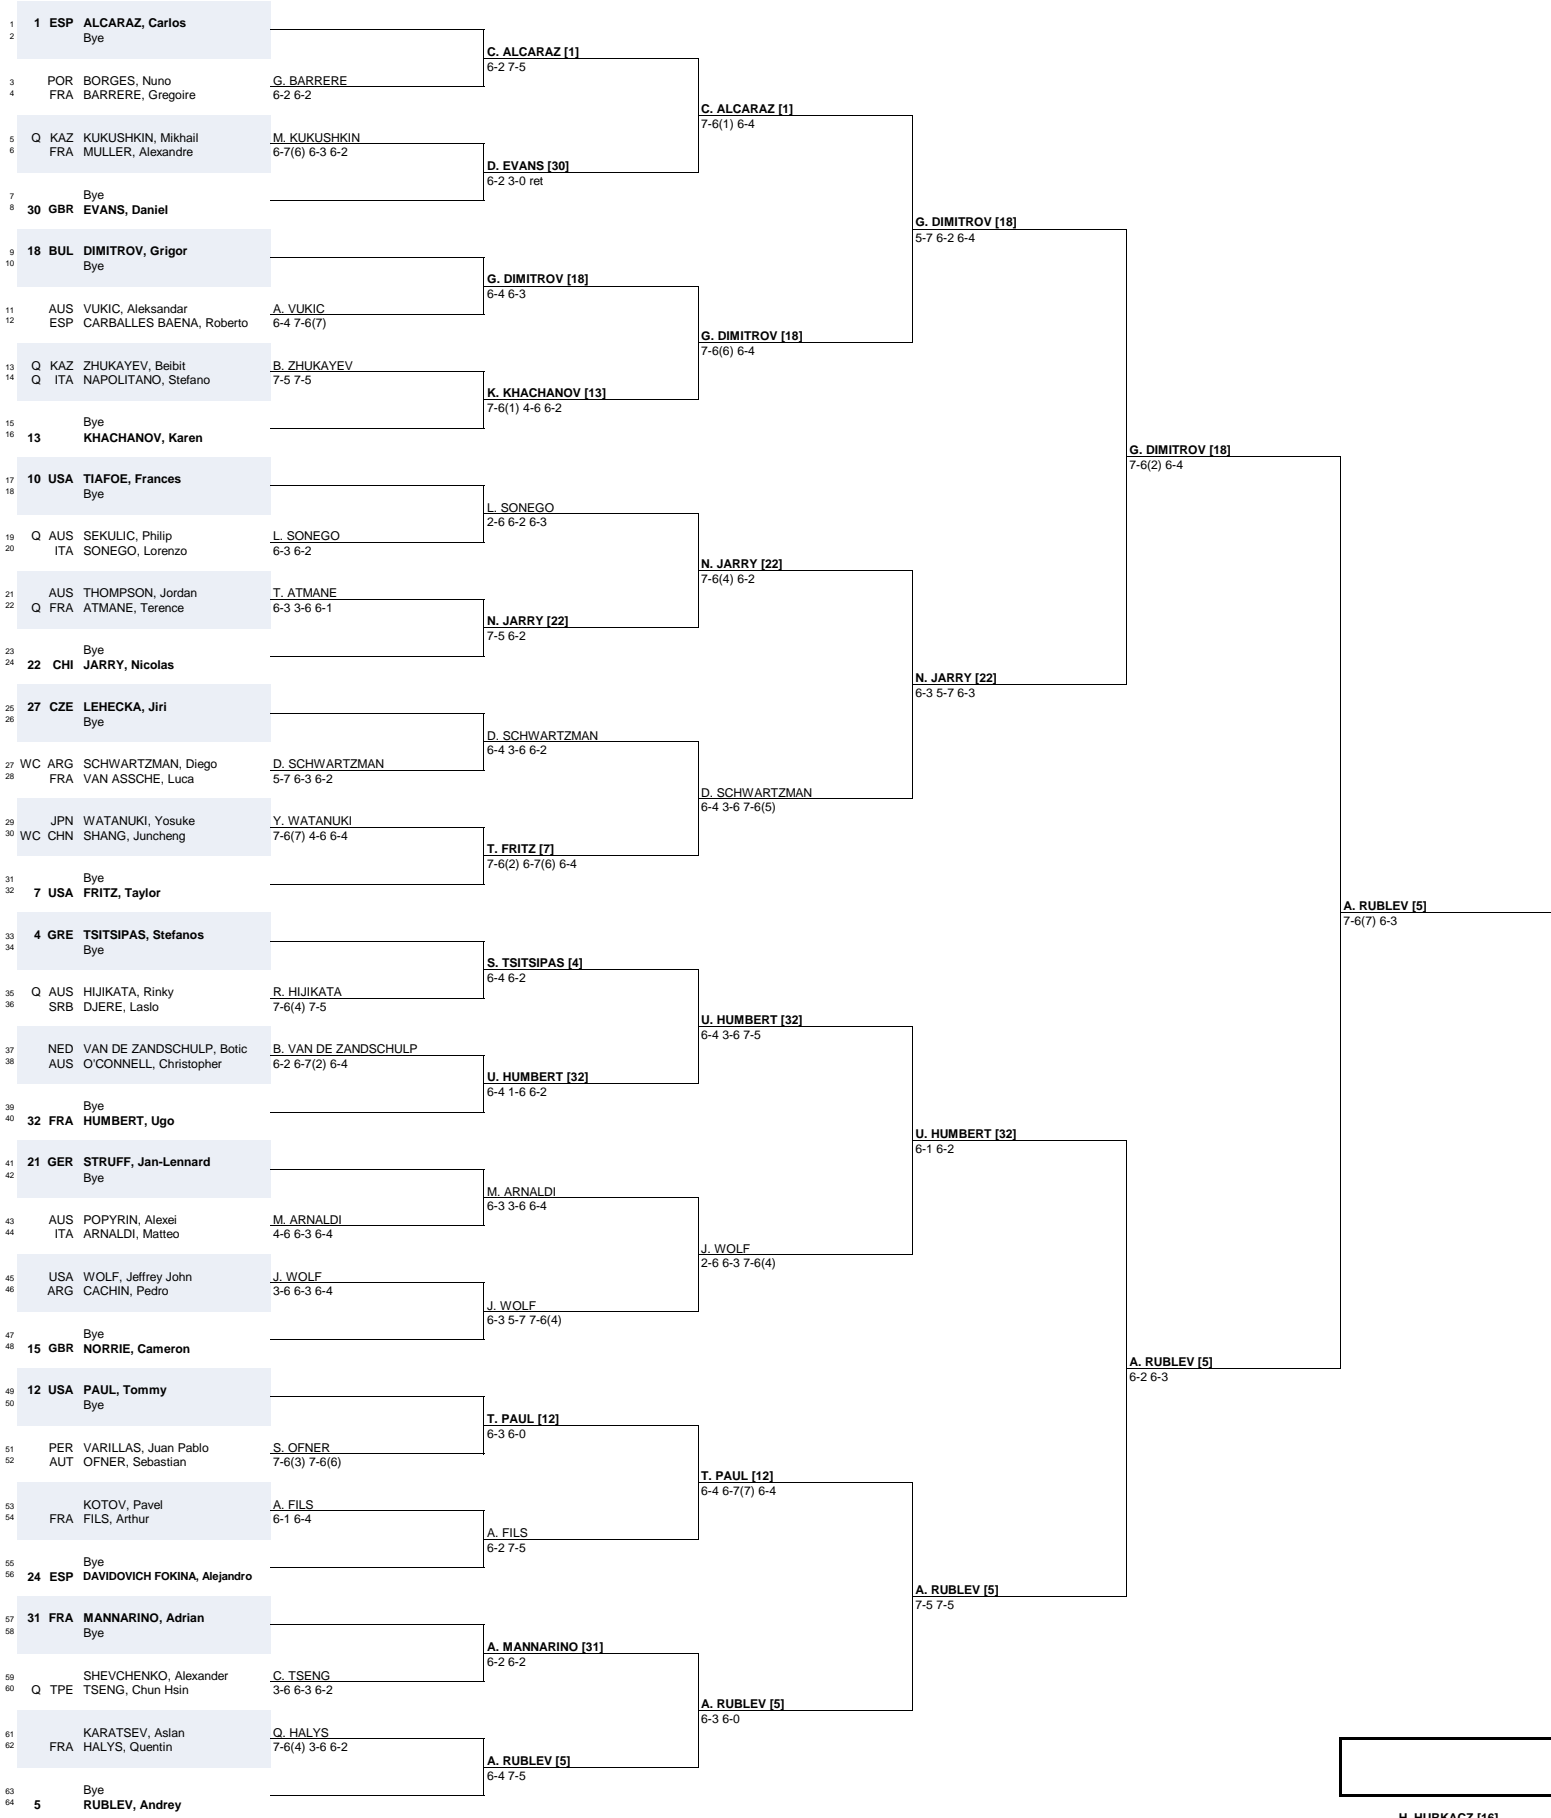 1 1 ESP ALCARAZ, Carlos
2 Bye
3 POR BORGES, Nuno
4 FRA BARRERE, Gregoire
5 Q KAZ KUKUSHKIN, Mikhail
6 FRA MULLER, Alexandre
7 Bye
8 30 GBR EVANS, Daniel
9 18 BUL DIMITROV, Grigor
10 Bye
11 AUS VUKIC, Aleksandar
12 ESP CARBALLES BAENA, Roberto
13 Q KAZ ZHUKAYEV, Beibit
14 Q ITA NAPOLITANO, Stefano
15 Bye
16 13 KHACHANOV, Karen
17 10 USA TIAFOE, Frances
18 Bye
19 Q AUS SEKULIC, Philip
20 ITA SONEGO, Lorenzo
21 AUS THOMPSON, Jordan
22 Q FRA ATMANE, Terence
23 Bye
24 22 CHI JARRY, Nicolas
25 27 CZE LEHECKA, Jiri
26 Bye
27 WC ARG SCHWARTZMAN, Diego
28 FRA VAN ASSCHE, Luca
29 JPN WATANUKI, Yosuke
30 WC CHN SHANG, Juncheng
31 Bye
32 7 USA FRITZ, Taylor
33 4 GRE TSITSIPAS, Stefanos
34 Bye
35 Q AUS HIJIKATA, Rinky
36 SRB DJERE, Laslo
37 NED VAN DE ZANDSCHULP, Botic
38 AUS O'CONNELL, Christopher
39 Bye
40 32 FRA HUMBERT, Ugo
41 21 GER STRUFF, Jan-Lennard
42 Bye
43 AUS POPYRIN, Alexei
44 ITA ARNALDI, Matteo
45 USA WOLF, Jeffrey John
46 ARG CACHIN, Pedro
47 Bye
48 15 GBR NORRIE, Cameron
49 12 USA PAUL, Tommy
50 Bye
51 PER VARILLAS, Juan Pablo
52 AUT OFNER, Sebastian
53 KOTOV, Pavel
54 FRA FILS, Arthur
55 Bye
56 24 ESP DAVIDOVICH FOKINA, Alejandro
57 31 FRA MANNARINO, Adrian
58 Bye
59 SHEVCHENKO, Alexander
60 Q TPE TSENG, Chun Hsin
61 KARATSEV, Aslan
62 FRA HALYS, Quentin
63 Bye
64 5 RUBLEV, Andrey
G. BARRERE
6-2 6-2
M. KUKUSHKIN
6-7(6) 6-3 6-2
A. VUKIC
6-4 7-6(7)
B. ZHUKAYEV
7-5 7-5
L. SONEGO
6-3 6-2
T. ATMANE
6-3 3-6 6-1
D. SCHWARTZMAN
5-7 6-3 6-2
Y. WATANUKI
7-6(7) 4-6 6-4
R. HIJIKATA
7-6(4) 7-5
B. VAN DE ZANDSCHULP
6-2 6-7(2) 6-4
M. ARNALDI
4-6 6-3 6-4
J. WOLF
3-6 6-3 6-4
S. OFNER
7-6(3) 7-6(6)
A. FILS
6-1 6-4
C. TSENG
3-6 6-3 6-2
Q. HALYS
7-6(4) 3-6 6-2
C. ALCARAZ [1]
6-2 7-5
D. EVANS [30]
6-2 3-0 ret
G. DIMITROV [18]
6-4 6-3
K. KHACHANOV [13]
7-6(1) 4-6 6-2
L. SONEGO
2-6 6-2 6-3
N. JARRY [22]
7-5 6-2
D. SCHWARTZMAN
6-4 3-6 6-2
T. FRITZ [7]
7-6(2) 6-7(6) 6-4
S. TSITSIPAS [4]
6-4 6-2
U. HUMBERT [32]
6-4 1-6 6-2
M. ARNALDI
6-3 3-6 6-4
J. WOLF
6-3 5-7 7-6(4)
T. PAUL [12]
6-3 6-0
A. FILS
6-2 7-5
A. MANNARINO [31]
6-2 6-2
A. RUBLEV [5]
6-4 7-5
C. ALCARAZ [1]
7-6(1) 6-4
G. DIMITROV [18]
7-6(6) 6-4
N. JARRY [22]
7-6(4) 6-2
D. SCHWARTZMAN
6-4 3-6 7-6(5)
U. HUMBERT [32]
6-4 3-6 7-5
J. WOLF
2-6 6-3 7-6(4)
T. PAUL [12]
6-4 6-7(7) 6-4
A. RUBLEV [5]
6-3 6-0
G. DIMITROV [18]
5-7 6-2 6-4
N. JARRY [22]
6-3 5-7 6-3
U. HUMBERT [32]
6-1 6-2
A. RUBLEV [5]
7-5 7-5
G. DIMITROV [18]
7-6(2) 6-4
A. RUBLEV [5]
6-2 6-3
A. RUBLEV [5]
7-6(7) 6-3
H. HURKACZ [16]